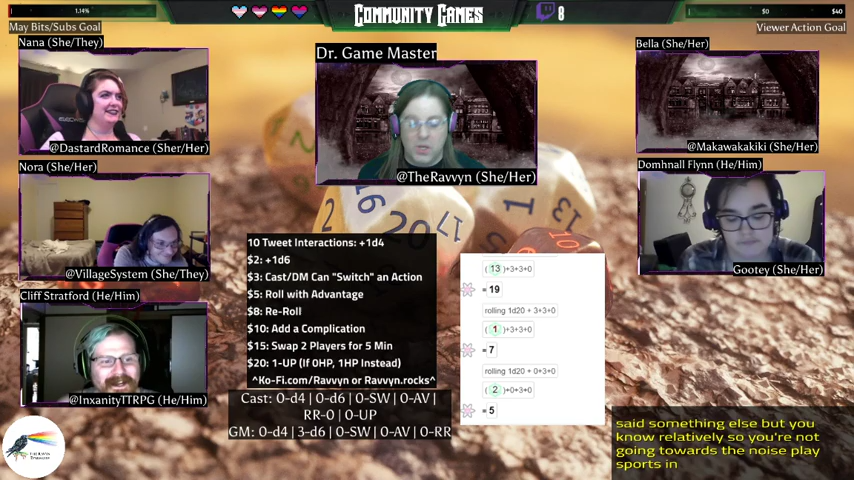 1.14%
May Bits/Subs Goal
COMMUNITY GAMES
8
$0
$40
Viewer Action Goal
Nana (She/They)
@DastardRomance (Sher/Her)
Dr. Game Master
@TheRavvyn (She/Her)
Bella (She/Her)
@Makawakakiki (She/Her)
Nora (She/Her)
@VillageSystem (She/They)
Domhnall Flynn (He/Him)
Gootey (She/Her)
Cliff Stratford (He/Him)
@InxanityTTRPG (He/Him)
10 Tweet Interactions: +1d4
$2: +1d6
$3: Cast/DM Can "Switch" an Action
$5: Roll with Advantage
$8: Re-Roll
$10: Add a Complication
$15: Swap 2 Players for 5 Min
$20: 1-UP (If 0HP, 1HP Instead)
^Ko-Fi.com/Ravvyn or Ravvyn.rocks^
Cast: 0-d4 | 0-d6 | 0-SW | 0-AV |
RR-0 | 0-UP
GM: 0-d4 | 3-d6 | 0-SW | 0-AV | 0-RR
(13)+3+3+0
= 19
rolling 1d20 + 3+3+0
(1)+3+3+0
= 7
rolling 1d20 + 0+3+0
(2)+0+3+0
= 5
said something else but you
know relatively so you're not
going towards the noise play
sports in
2
16
20
17
1
13
10